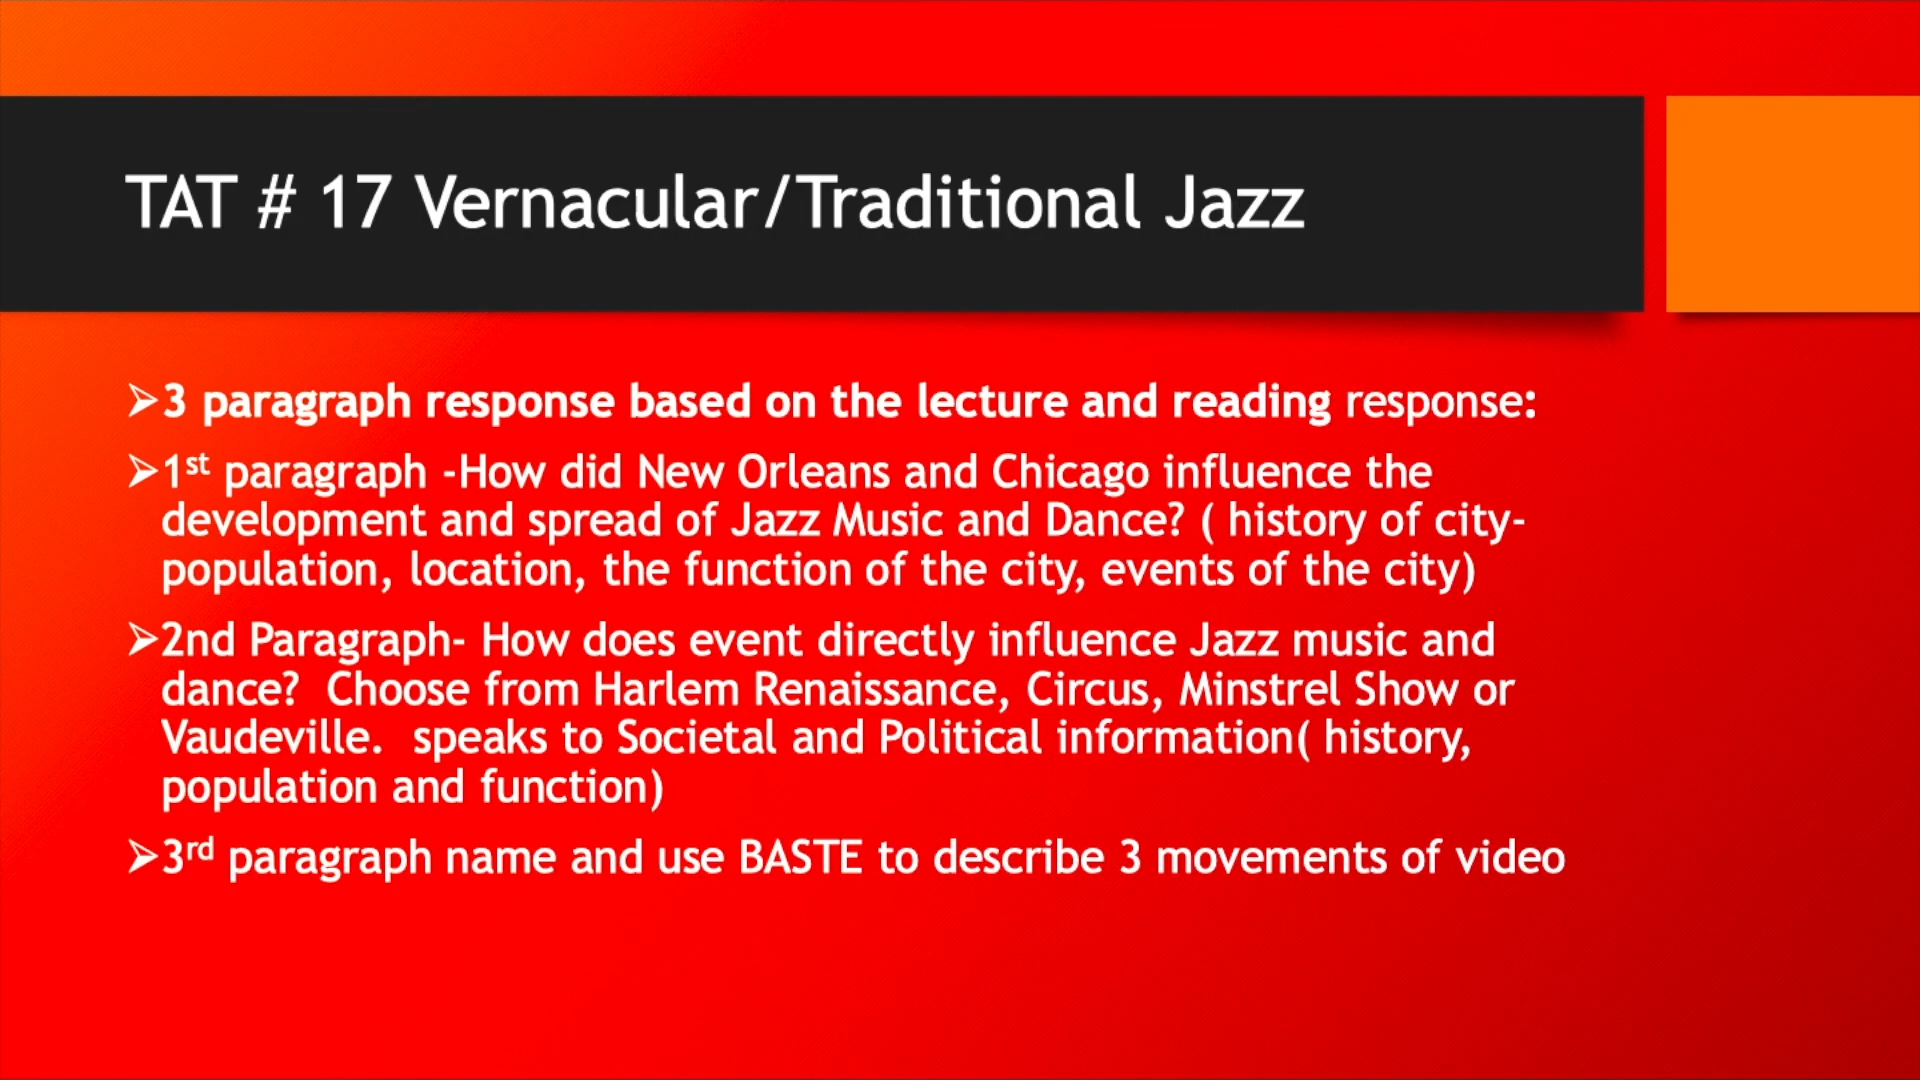 TAT # 17 Vernacular/Traditional Jazz
➢3 paragraph response based on the lecture and reading response:
➢1st paragraph -How did New Orleans and Chicago influence the
development and spread of Jazz Music and Dance? ( history of city-
population, location, the function of the city, events of the city)
➢2nd Paragraph- How does event directly influence Jazz music and
dance?  Choose from Harlem Renaissance, Circus, Minstrel Show or
Vaudeville.  speaks to Societal and Political information( history,
population and function)
➢3rd paragraph name and use BASTE to describe 3 movements of video